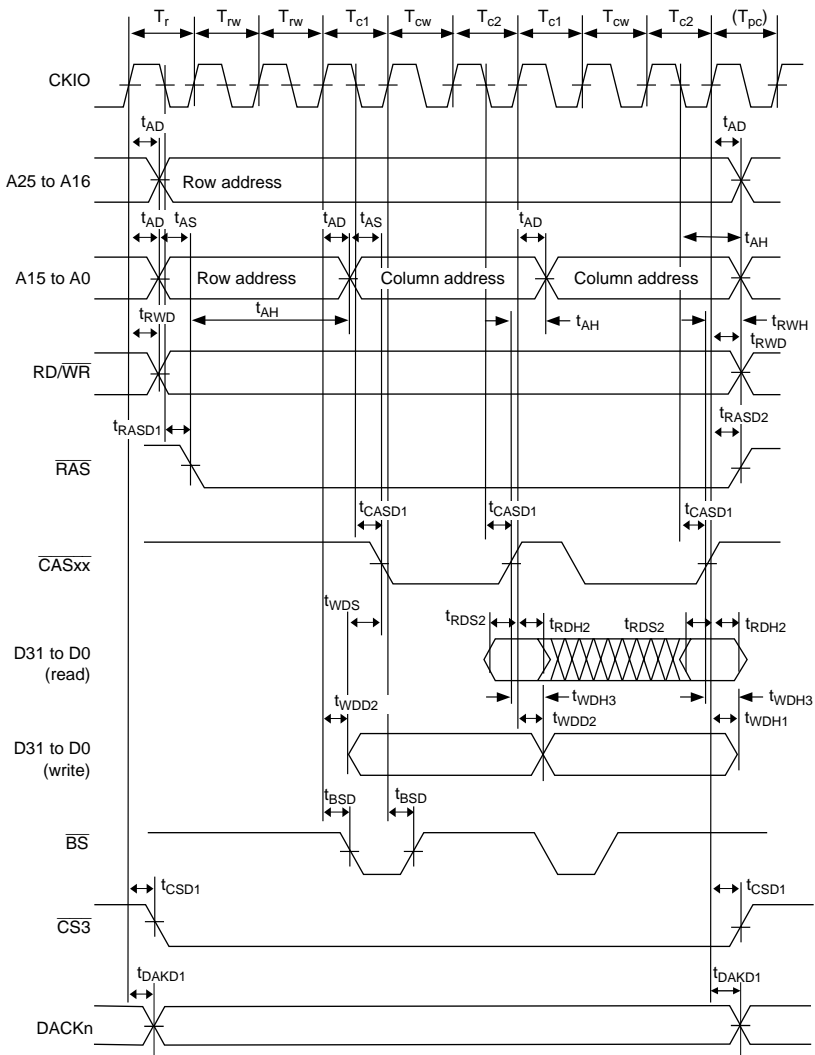 Tr Trw Trw Tc1 Tcw Tc2 Tc1 Tcw Tc2 (Tpc)
CKIO
tAD tAD
A25 to A16 Row address
tAD tAS tAD tAS tAD tAH
A15 to A0 Row address Column address Column address
tRWD tAH tAH tRWH
tRWD
RD/WR
tRASD1 tRASD2
RAS
tCASD1 tCASD1 tCASD1
CASxx
tWDS
tRDS2 tRDH2 tRDS2 tRDH2
D31 to D0
(read)
tWDD2 tWDH3 tWDD2 tWDH3
tWDH1
D31 to D0
(write)
tBSD tBSD
BS
tCSD1 tCSD1
CS3
tDAKD1 tDAKD1
DACKn